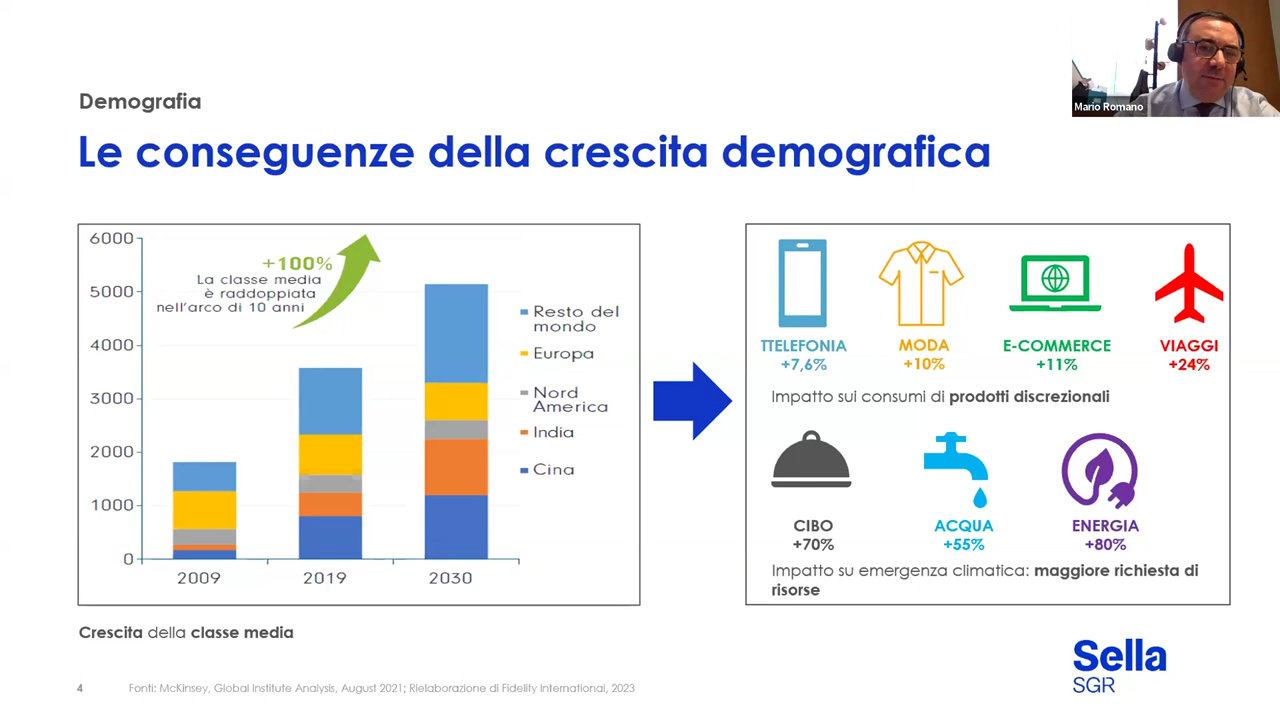 Mario Romano
Demografia
Le conseguenze della crescita demografica
6000
5000
4000
3000
2000
1000
0
+100%
La classe media
è raddoppiata
nell'arco di 10 anni
2009
2019
2030
Resto del
mondo
Europa
Nord
America
India
Cina
TTELEFONIA
+7,6%
MODA
+10%
E-COMMERCE
+11%
VIAGGI
+24%
Impatto sui consumi di prodotti discrezionali
CIBO
+70%
ACQUA
+55%
ENERGIA
+80%
Impatto su emergenza climatica: maggiore richiesta di
risorse
Crescita della classe media
Sella
SGR
4
Fonti: McKinsey, Global Institute Analysis, August 2021; Rielaborazione di Fidelity International, 2023